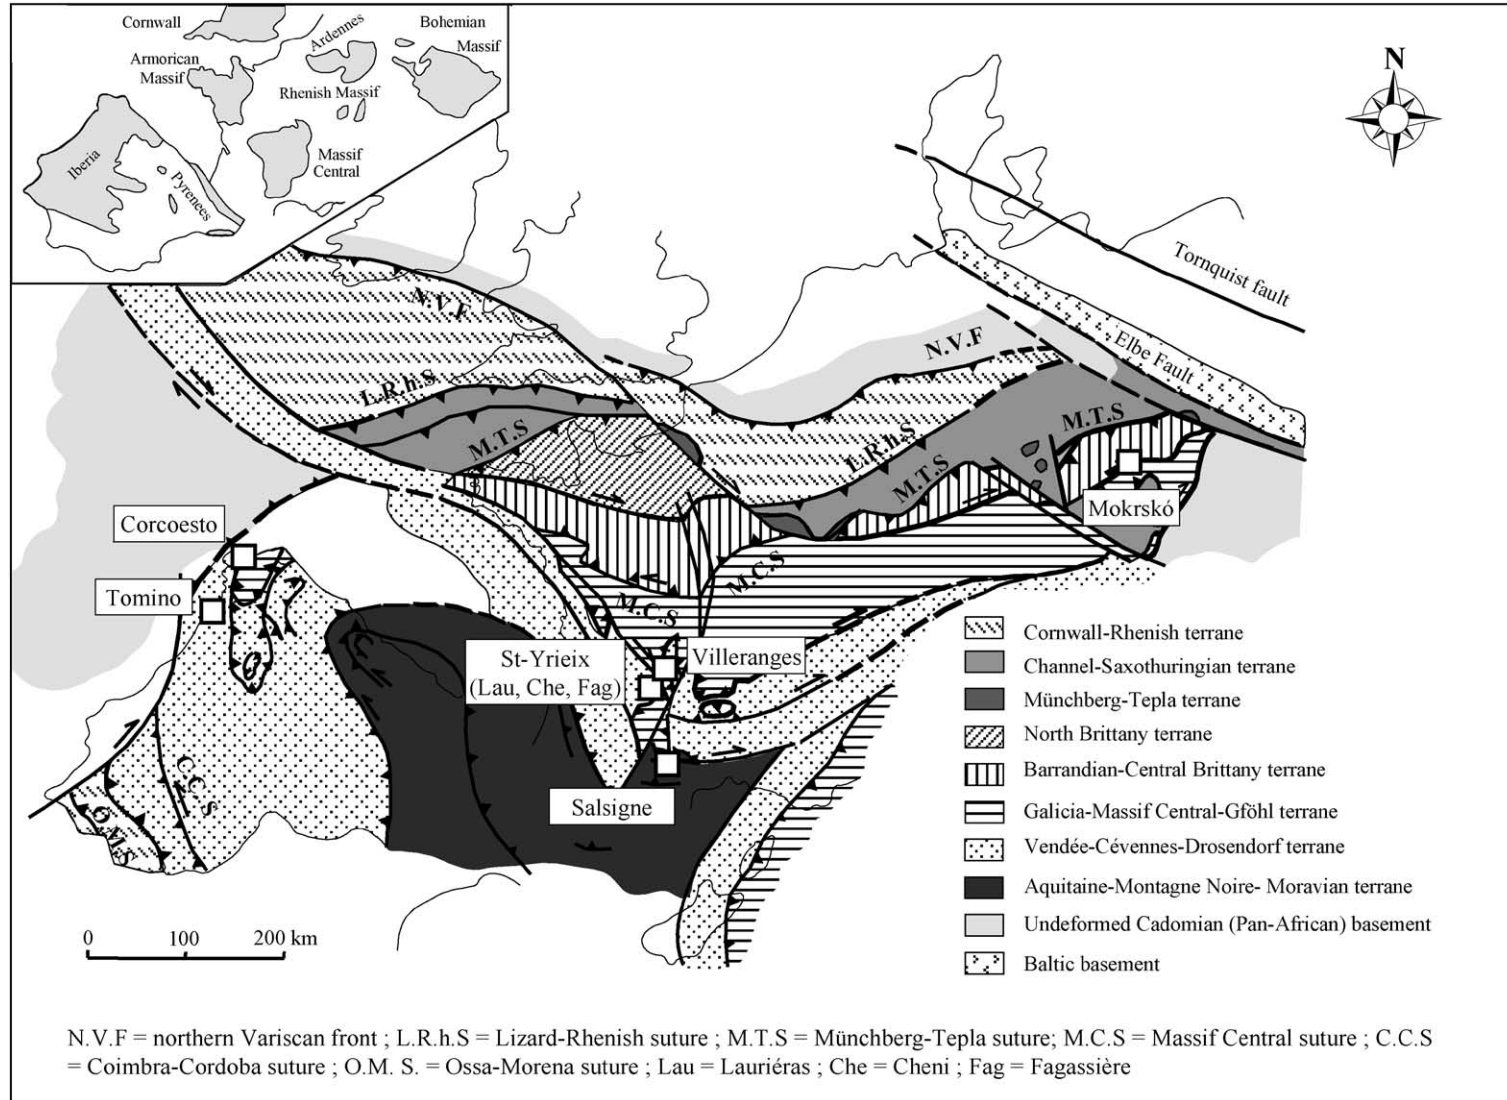 Cornwall
Ardennes
Bohemian
Massif
Armorican
Massif
Rhenish Massif
Massif
Central
Iberia
Pyrenees
N
Tornquist fault
Elbe Fault
N.V.F
N.V.F
L.R.h.S
L.R.h.S
M.T.S
M.T.S
M.T.S
Mokrskó
Corcoesto
Tomino
M.C.S
M.C.S
St-Yrieix
(Lau, Che, Fag)
Villeranges
Salsigne
C.C.S
O.M.S
0 100 200 km
Cornwall-Rhenish terrane
Channel-Saxothuringian terrane
Münchberg-Tepla terrane
North Brittany terrane
Barrandian-Central Brittany terrane
Galicia-Massif Central-Gföhl terrane
Vendée-Cévennes-Drosendorf terrane
Aquitaine-Montagne Noire- Moravian terrane
Undeformed Cadomian (Pan-African) basement
Baltic basement
N.V.F = northern Variscan front ; L.R.h.S = Lizard-Rhenish suture ; M.T.S = Münchberg-Tepla suture; M.C.S = Massif Central suture ; C.C.S
= Coimbra-Cordoba suture ; O.M. S. = Ossa-Morena suture ; Lau = Lauriéras ; Che = Cheni ; Fag = Fagassière